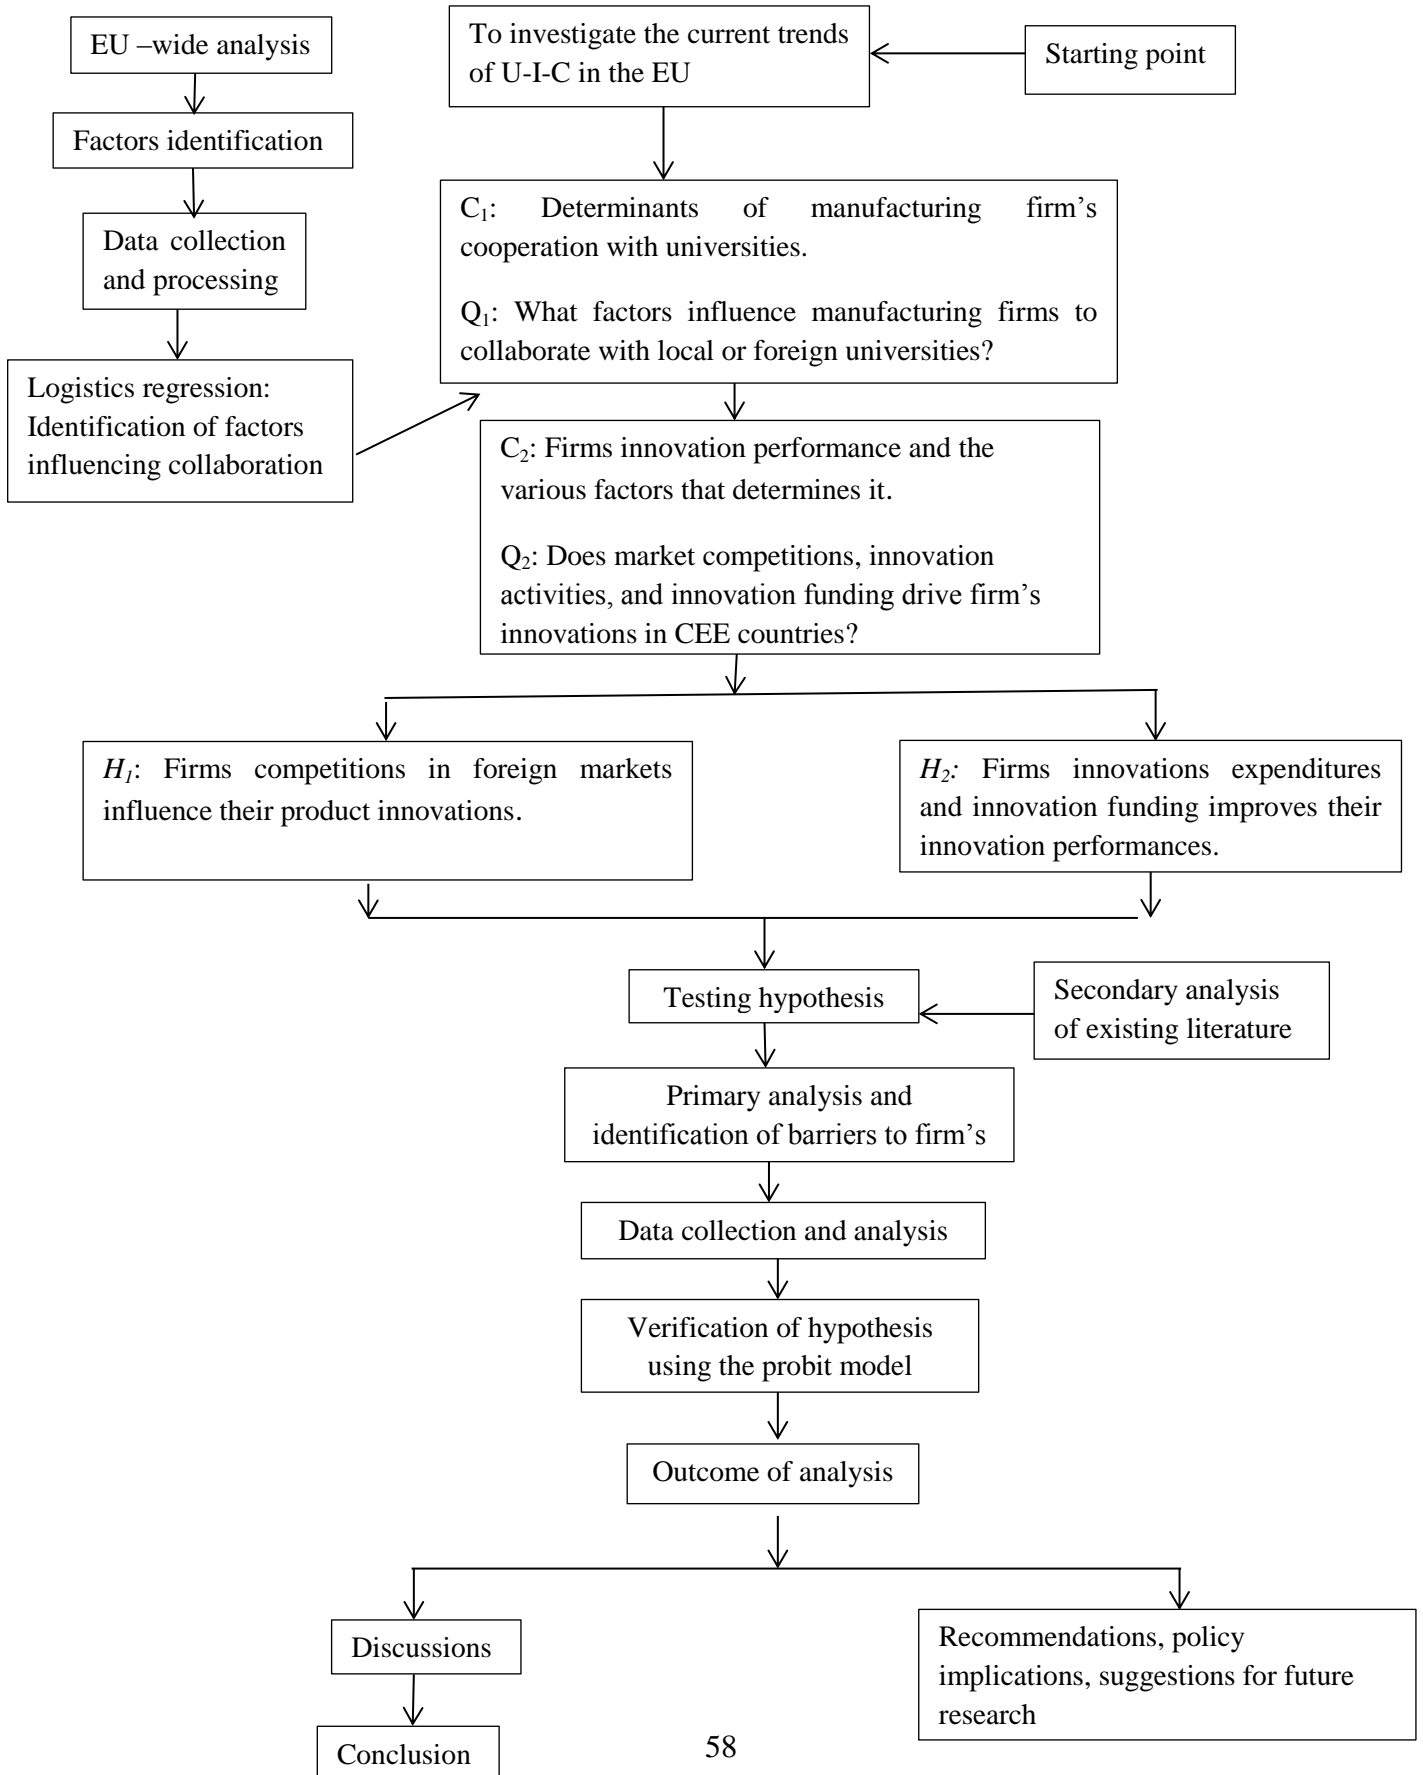 EU –wide analysis
To investigate the current trends
of U-I-C in the EU
Starting point
Factors identification
Data collection
and processing
Logistics regression:
Identification of factors
influencing collaboration
C1: Determinants of manufacturing firm's
cooperation with universities.
Q1: What factors influence manufacturing firms to
collaborate with local or foreign universities?
C2: Firms innovation performance and the
various factors that determines it.
Q2: Does market competitions, innovation
activities, and innovation funding drive firm's
innovations in CEE countries?
H1: Firms competitions in foreign markets
influence their product innovations.
H2: Firms innovations expenditures
and innovation funding improves their
innovation performances.
Testing hypothesis
Secondary analysis
of existing literature
Primary analysis and
identification of barriers to firm's
Data collection and analysis
Verification of hypothesis
using the probit model
Outcome of analysis
Discussions
Recommendations, policy
implications, suggestions for future
research
Conclusion
58